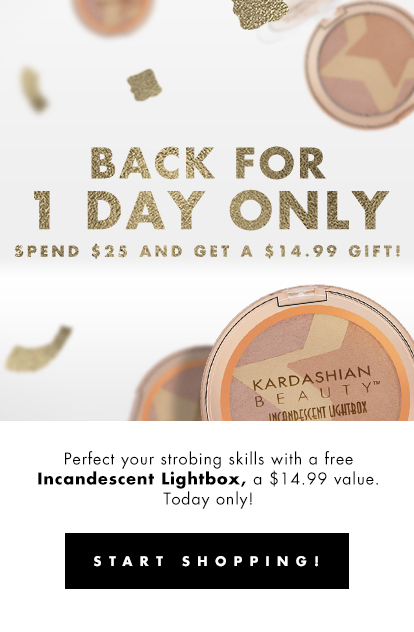 BACK FOR
1 DAY ONLY
SPEND $25 AND GET A $14.99 GIFT!
KARDASHIAN
BEAUTY™
INCANDESCENT LIGHTBOX
Perfect your strobing skills with a free
Incandescent Lightbox, a $14.99 value.
Today only!
START SHOPPING!